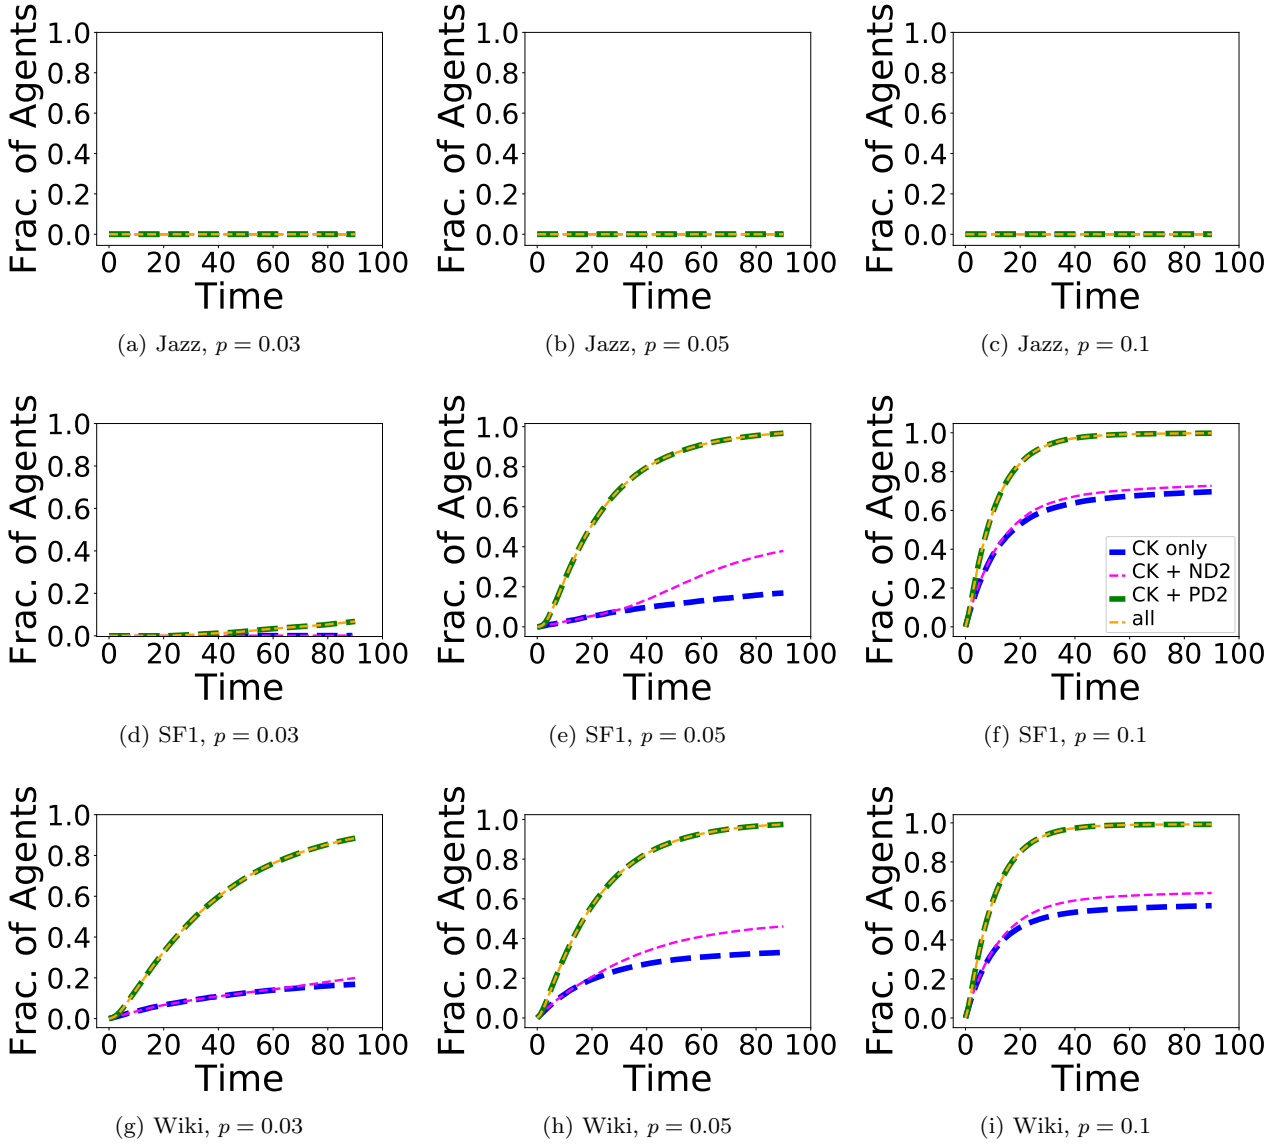 Frac. of Agents
1.0
0.8
0.6
0.4
0.2
0.0
0 20 40 60 80 100
Time
(a) Jazz, p = 0.03
Frac. of Agents
1.0
0.8
0.6
0.4
0.2
0.0
0 20 40 60 80 100
Time
(b) Jazz, p = 0.05
Frac. of Agents
1.0
0.8
0.6
0.4
0.2
0.0
0 20 40 60 80 100
Time
(c) Jazz, p = 0.1
Frac. of Agents
1.0
0.8
0.6
0.4
0.2
0.0
0 20 40 60 80 100
Time
(d) SF1, p = 0.03
Frac. of Agents
1.0
0.8
0.6
0.4
0.2
0.0
0 20 40 60 80 100
Time
(e) SF1, p = 0.05
Frac. of Agents
1.0
0.8
0.6
0.4
0.2
0.0
CK only
CK + ND2
CK + PD2
all
0 20 40 60 80 100
Time
(f) SF1, p = 0.1
Frac. of Agents
1.0
0.8
0.6
0.4
0.2
0.0
0 20 40 60 80 100
Time
(g) Wiki, p = 0.03
Frac. of Agents
1.0
0.8
0.6
0.4
0.2
0.0
0 20 40 60 80 100
Time
(h) Wiki, p = 0.05
Frac. of Agents
1.0
0.8
0.6
0.4
0.2
0.0
0 20 40 60 80 100
Time
(i) Wiki, p = 0.1